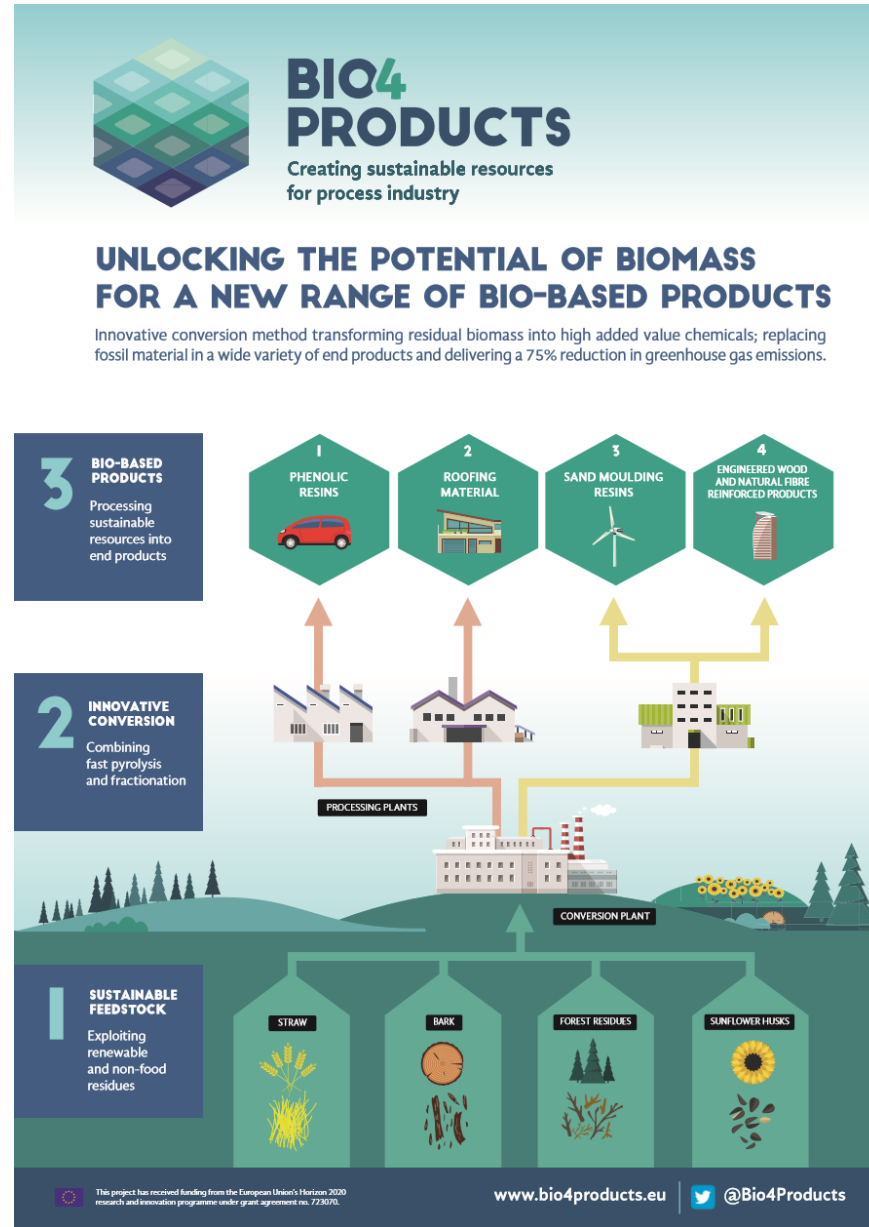 BIO4
PRODUCTS
Creating sustainable resources
for process industry
UNLOCKING THE POTENTIAL OF BIOMASS
FOR A NEW RANGE OF BIO-BASED PRODUCTS
Innovative conversion method transforming residual biomass into high added value chemicals; replacing
fossil material in a wide variety of end products and delivering a 75% reduction in greenhouse gas emissions.
3
BIO-BASED
PRODUCTS
Processing
sustainable
resources into
end products
1
PHENOLIC
RESINS
2
ROOFING
MATERIAL
3
SAND MOULDING
RESINS
4
ENGINEERED WOOD
AND NATURAL FIBRE
REINFORCED PRODUCTS
2
INNOVATIVE
CONVERSION
Combining
fast pyrolysis
and fractionation
PROCESSING PLANTS
CONVERSION PLANT
1
SUSTAINABLE
FEEDSTOCK
Exploiting
renewable
and non-food
residues
STRAW
BARK
FOREST RESIDUES
SUNFLOWER HUSKS
This project has received funding from the European Union's Horizon 2020
research and innovation programme under grant agreement no. 723070.
www.bio4products.eu
@Bio4Products